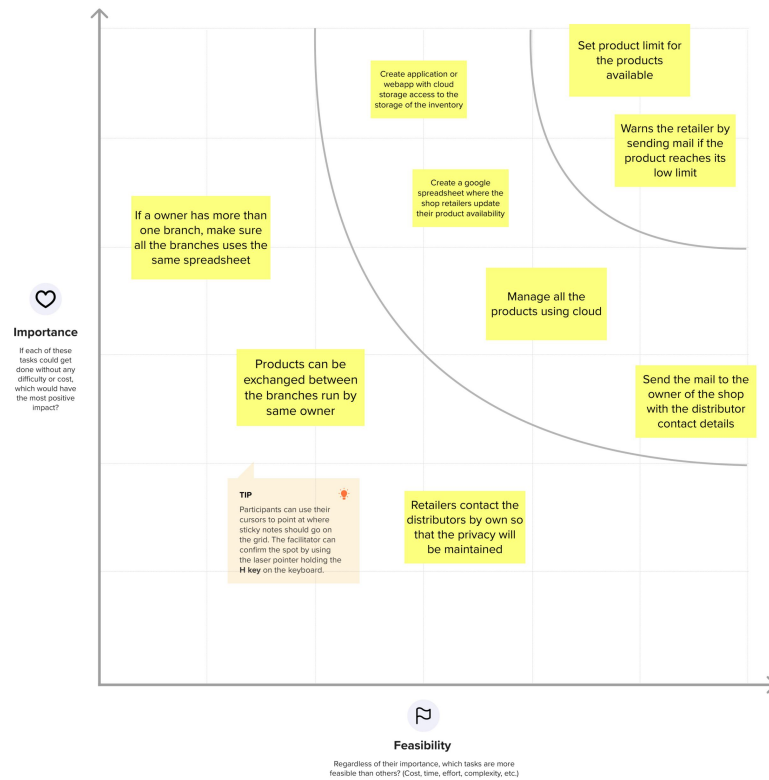 Set product limit for
the products
available
Create application or
webapp with cloud
storage access to the
storage of the inventory
Warns the retailer by
sending mail if the
product reaches its
low limit
Create a google
spreadsheet where the
shop retailers update
their product availability
If a owner has more than
one branch, make sure
all the branches uses the
same spreadsheet
Manage all the
products using cloud
Importance
If each of these
tasks could get
done without any
difficulty or cost,
which would have
the most positive
impact?
Products can be
exchanged between
the branches run by
same owner
Send the mail to the
owner of the shop
with the distributor
contact details
TIP
Participants can use their
cursors to point at where
sticky notes should go on
the grid. The facilitator can
confirm the spot by using
the laser pointer holding the
H key on the keyboard.
Retailers contact the
distributors by own so
that the privacy will
be maintained
Feasibility
Regardless of their importance, which tasks are more
feasible than others? (Cost, time, effort, complexity, etc.)